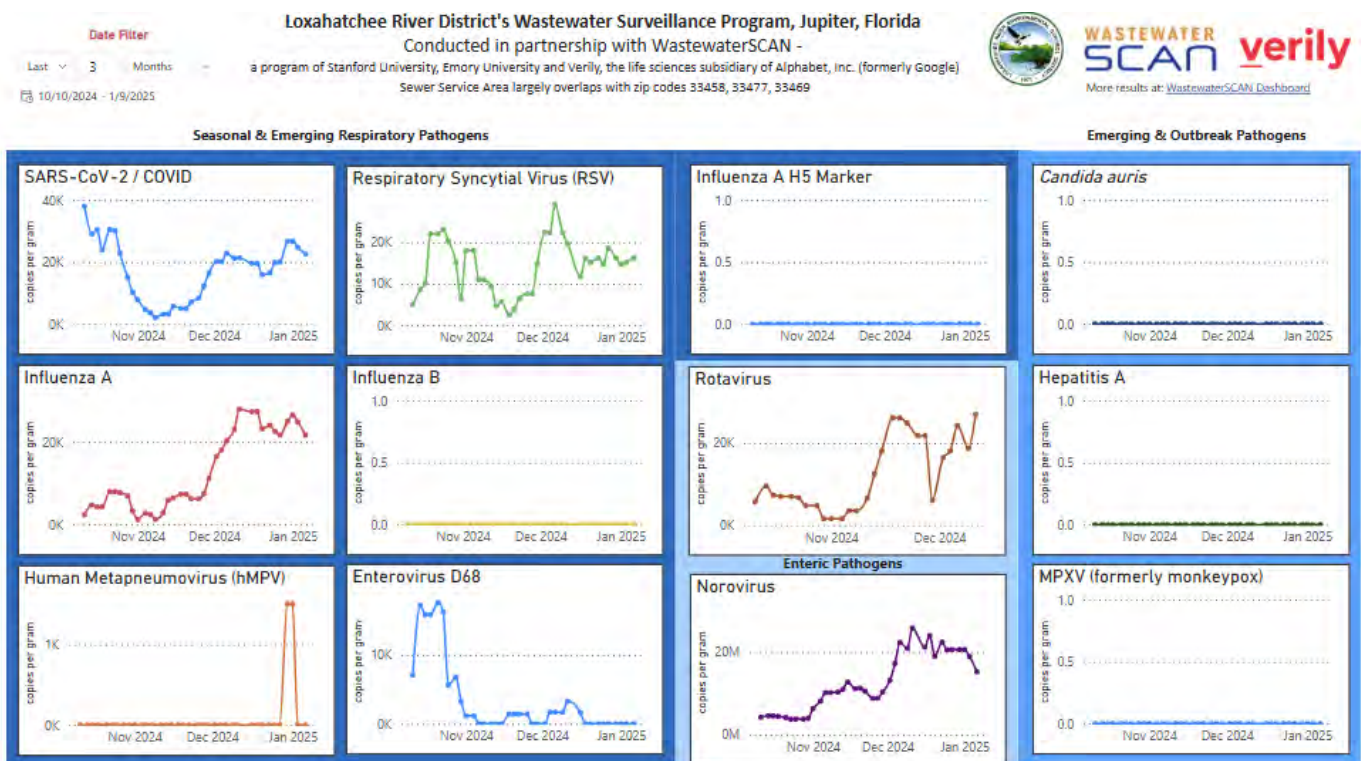 Loxahatchee River District's Wastewater Surveillance Program, Jupiter, Florida
Conducted in partnership with WastewaterSCAN -
a program of Stanford University, Emory University and Verily, the life sciences subsidiary of Alphabet, Inc. (formerly Google)
Sewer Service Area largely overlaps with zip codes 33458, 33477, 33469
Date Filter
Last 3 Months
10/10/2024 - 1/9/2025
WASTEWATER
SCAN
verily
More results at: WastewaterSCAN Dashboard
Seasonal & Emerging Respiratory Pathogens
Emerging & Outbreak Pathogens
SARS-CoV-2 / COVID
copies per gram
40K
20K
0K
Nov 2024 Dec 2024 Jan 2025
Respiratory Syncytial Virus (RSV)
copies per gram
20K
10K
0K
Nov 2024 Dec 2024 Jan 2025
Influenza A H5 Marker
copies per gram
1.0
0.5
0.0
Nov 2024 Dec 2024 Jan 2025
Candida auris
copies per gram
1.0
0.5
0.0
Nov 2024 Dec 2024 Jan 2025
Influenza A
copies per gram
20K
0K
Nov 2024 Dec 2024 Jan 2025
Influenza B
copies per gram
1.0
0.5
0.0
Nov 2024 Dec 2024 Jan 2025
Rotavirus
copies per gram
20K
0K
Nov 2024 Dec 2024
Hepatitis A
copies per gram
1.0
0.5
0.0
Nov 2024 Dec 2024 Jan 2025
Human Metapneumovirus (hMPV)
copies per gram
1K
0K
Nov 2024 Dec 2024 Jan 2025
Enterovirus D68
copies per gram
10K
0K
Nov 2024 Dec 2024 Jan 2025
Enteric Pathogens
Norovirus
copies per gram
20M
0M
Nov 2024 Dec 2024 Jan 2025
MPXV (formerly monkeypox)
copies per gram
1.0
0.5
0.0
Nov 2024 Dec 2024 Jan 2025